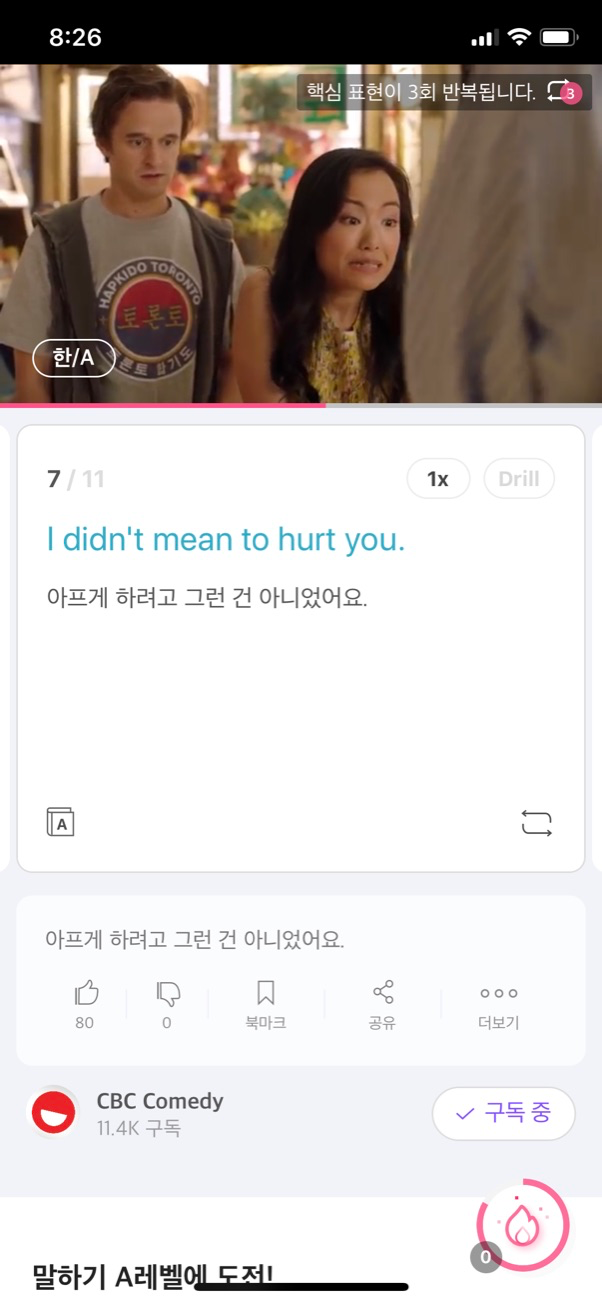 8:26
핵심 표현이 3회 반복됩니다. 3
HAPKIDO TORONTO
토론토
토론토 합기도
한/A
7 / 11
1x
Drill
I didn't mean to hurt you.
아프게 하려고 그런 건 아니었어요.
A
아프게 하려고 그런 건 아니었어요.
80
0
북마크
공유
더보기
CBC Comedy
11.4K 구독
구독 중
0
말하기 A레벨에 도전!